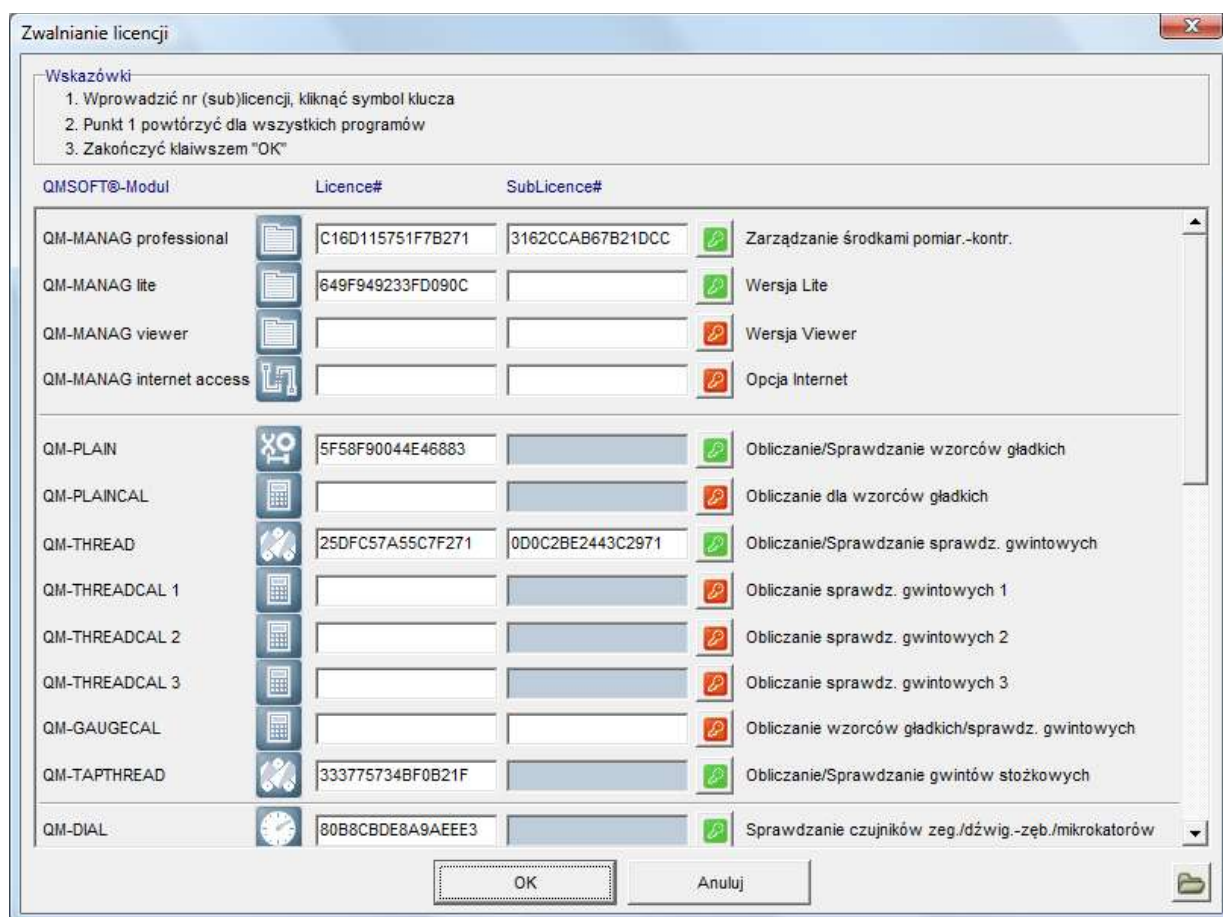 Zwalnianie licencji
Wskazówki
1. Wprowadzić nr (sub)licencji, kliknąć symbol klucza
2. Punkt 1 powtórzyć dla wszystkich programów
3. Zakończyć klaiwszem "OK"
QMSOFT®-Modul Licence# SubLicence#
QM-MANAG professional C16D115751F7B271 3162CCAB67B21DCC Zarządzanie środkami pomiar.-kontr.
QM-MANAG lite 649F949233FD090C Wersja Lite
QM-MANAG viewer Wersja Viewer
QM-MANAG internet access Opcja Internet
QM-PLAIN 5F58F90044E46883 Obliczanie/Sprawdzanie wzorców gładkich
QM-PLAINCAL Obliczanie dla wzorców gładkich
QM-THREAD 25DFC57A55C7F271 0D0C2BE2443C2971 Obliczanie/Sprawdzanie sprawdz. gwintowych
QM-THREADCAL 1 Obliczanie sprawdz. gwintowych 1
QM-THREADCAL 2 Obliczanie sprawdz. gwintowych 2
QM-THREADCAL 3 Obliczanie sprawdz. gwintowych 3
QM-GAUGECAL Obliczanie wzorców gładkich/sprawdz. gwintowych
QM-TAPTHREAD 333775734BF0B21F Obliczanie/Sprawdzanie gwintów stożkowych
QM-DIAL 80B8CBDE8A9AEEE3 Sprawdzanie czujników zeg./dźwig.-zęb./mikrokatorów
OK Anuluj